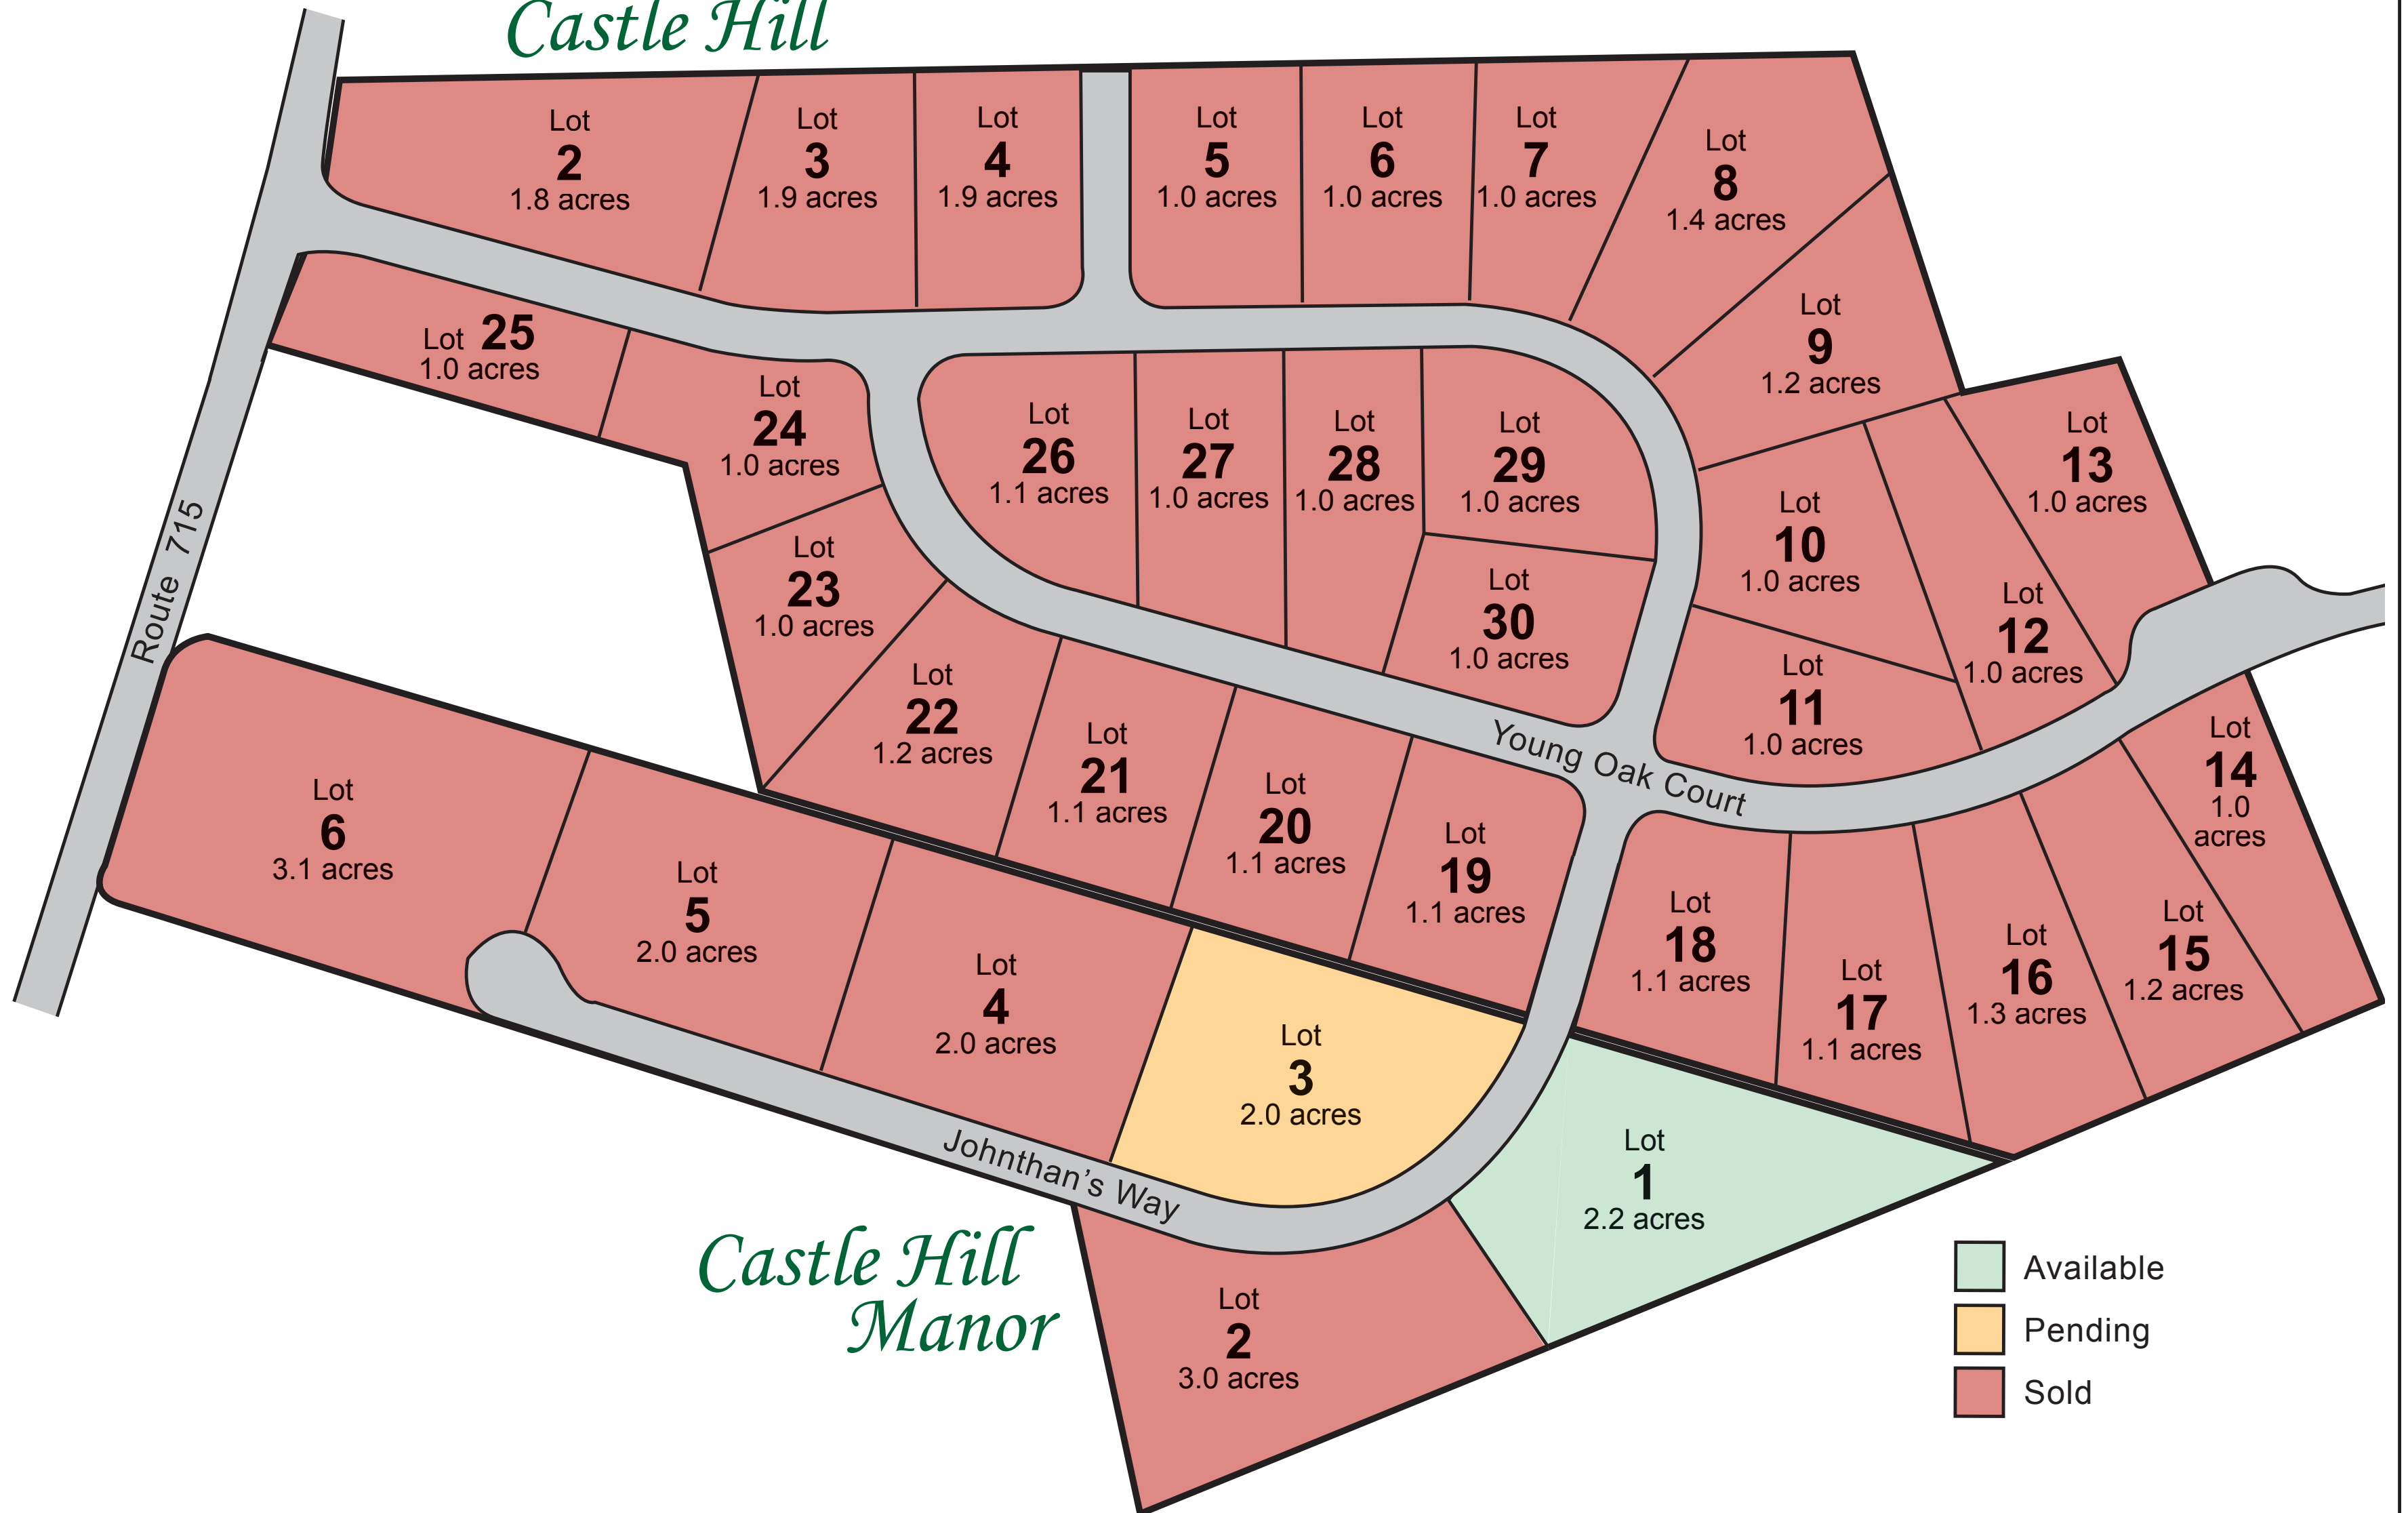 Castle Hill
Lot
2
1.8 acres
Lot
3
1.9 acres
Lot
4
1.9 acres
Lot
5
1.0 acres
Lot
6
1.0 acres
Lot
7
1.0 acres
Lot
8
1.4 acres
Lot
9
1.2 acres
Lot 25
1.0 acres
Lot
24
1.0 acres
Lot
26
1.1 acres
Lot
27
1.0 acres
Lot
28
1.0 acres
Lot
29
1.0 acres
Lot
13
1.0 acres
Lot
10
1.0 acres
Route 715
Lot
23
1.0 acres
Lot
30
1.0 acres
Lot
12
1.0 acres
Lot
22
1.2 acres
Lot
11
1.0 acres
Lot
21
1.1 acres
Young Oak Court
Lot
14
1.0
acres
Lot
20
1.1 acres
Lot
6
3.1 acres
Lot
19
1.1 acres
Lot
5
2.0 acres
Lot
18
1.1 acres
Lot
15
1.2 acres
Lot
16
1.3 acres
Lot
17
1.1 acres
Lot
4
2.0 acres
Lot
3
2.0 acres
Johnthan's Way
Lot
1
2.2 acres
Castle Hill
Manor
Lot
2
3.0 acres
Available
Pending
Sold